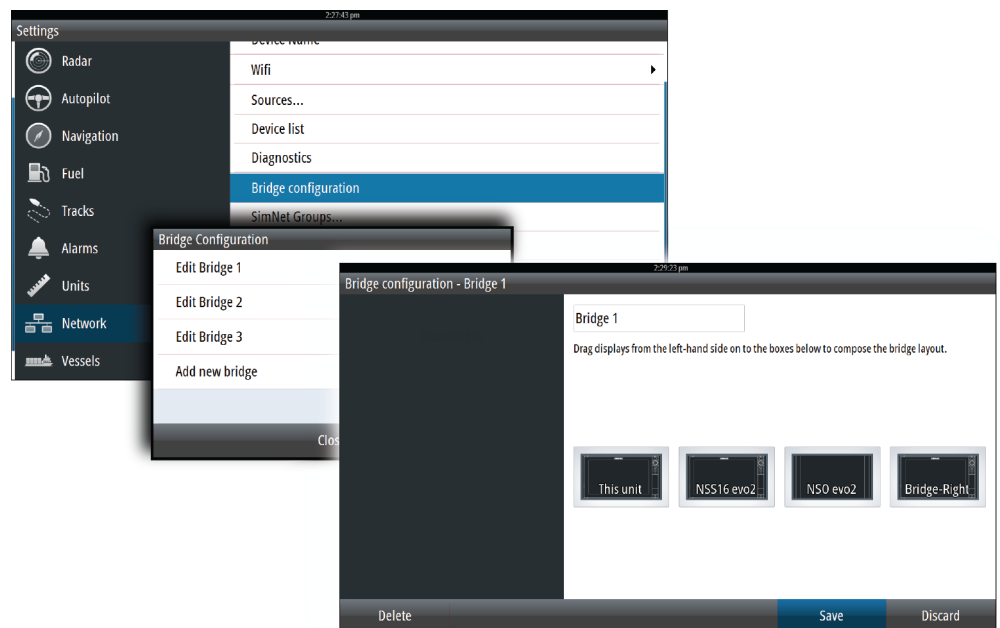 2:27:43 pm
Settings
Radar
Autopilot
Navigation
Fuel
Tracks
Alarms
Units
Network
Vessels
Device Name
Wifi
Sources...
Device list
Diagnostics
Bridge configuration
SimNet Groups...
Bridge Configuration
Edit Bridge 1
Edit Bridge 2
Edit Bridge 3
Add new bridge
Clos
2:29:23 pm
Bridge configuration - Bridge 1
Bridge 1
Drag displays from the left-hand side on to the boxes below to compose the bridge layout.
This unit
NSS16 evo2
NSO evo2
Bridge-Right
Delete
Save
Discard